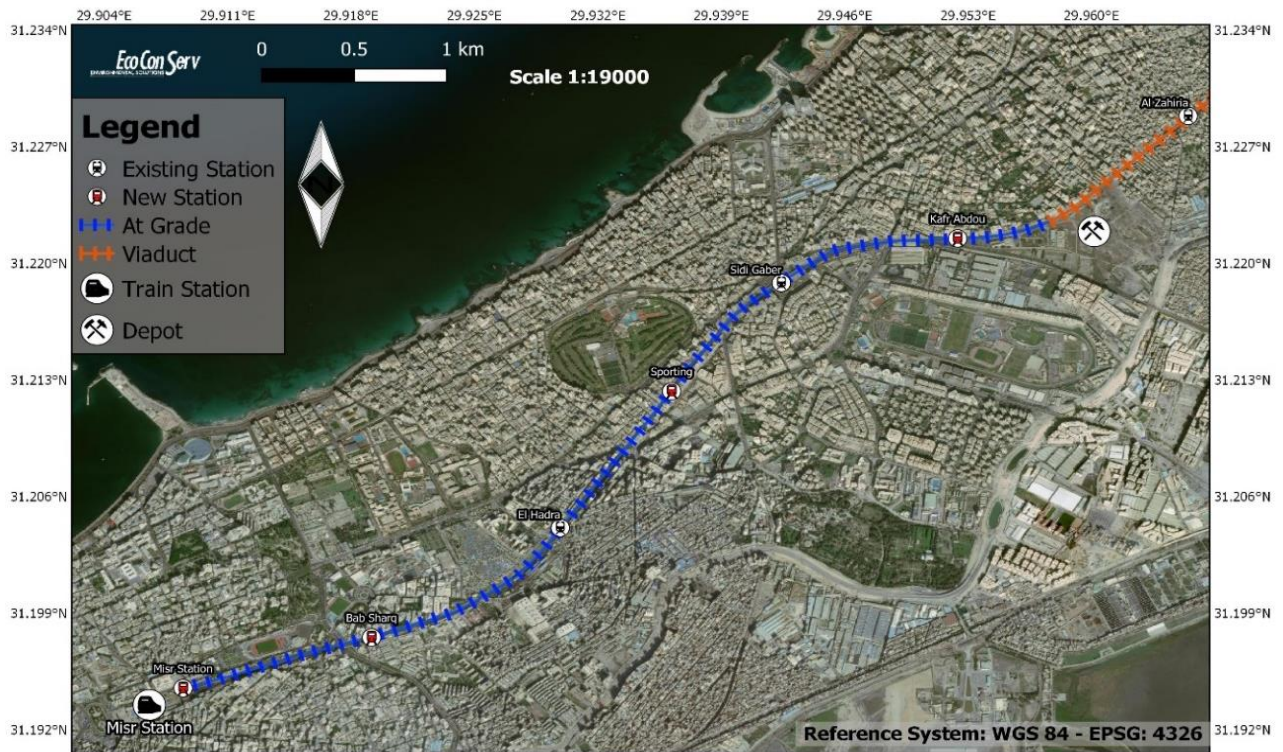 29.904°E 29.911°E 29.918°E 29.925°E 29.932°E 29.939°E 29.946°E 29.953°E 29.960°E
31.234°N 31.234°N
EcoConServ
ENVIRONMENTAL SOLUTIONS
0 0.5 1 km
Scale 1:19000
Legend
Existing Station
New Station
At Grade
Viaduct
Train Station
Depot
N
Al Zahiria
31.227°N 31.227°N
Kafr Abdou
31.220°N 31.220°N
Sidi Gaber
31.213°N 31.213°N
Sporting
31.206°N 31.206°N
El Hadra
31.199°N 31.199°N
Bab Sharq
Misr Station
Misr Station
31.192°N 31.192°N
Reference System: WGS 84 - EPSG: 4326